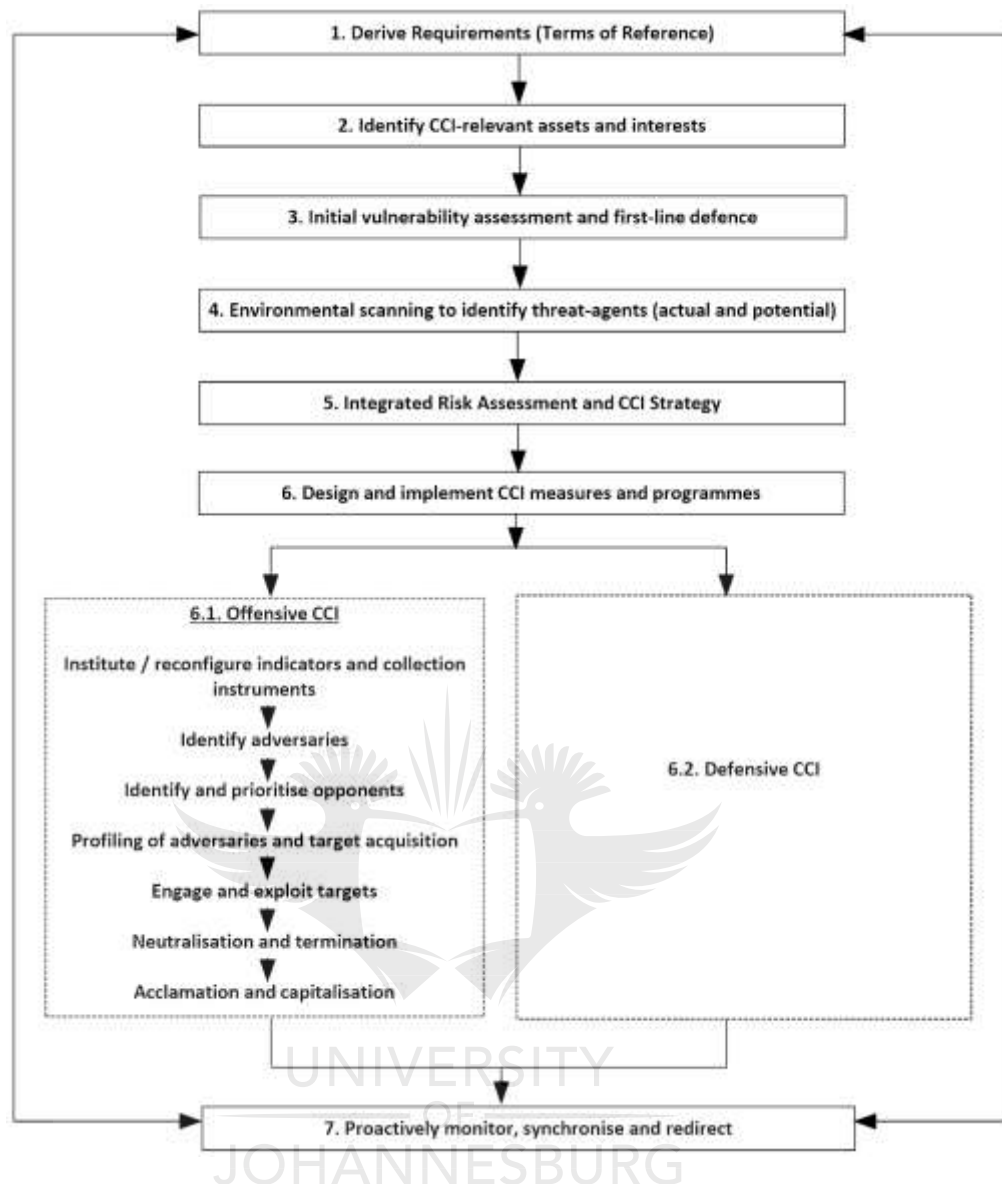 1. Derive Requirements (Terms of Reference)
2. Identify CCI-relevant assets and interests
3. Initial vulnerability assessment and first-line defence
4. Environmental scanning to identify threat-agents (actual and potential)
5. Integrated Risk Assessment and CCI Strategy
6. Design and implement CCI measures and programmes
6.1. Offensive CCI
Institute / reconfigure indicators and collection
instruments
Identify adversaries
Identify and prioritise opponents
Profiling of adversaries and target acquisition
Engage and exploit targets
Neutralisation and termination
Acclamation and capitalisation
6.2. Defensive CCI
UNIVERSITY
OF
7. Proactively monitor, synchronise and redirect
JOHANNESBURG